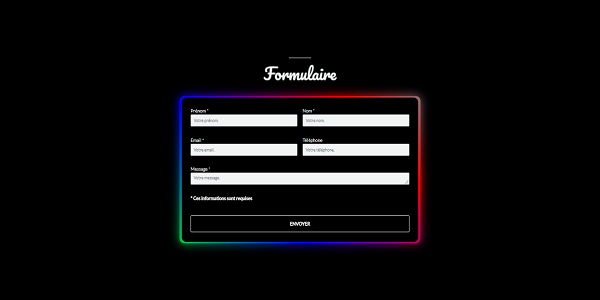 Formulaire
Prénom * Nom *
Votre prénom. Votre nom.
Email * Téléphone
Votre email. Votre téléphone.
Message *
Votre message.
* Ces informations sont requises
ENVOYER